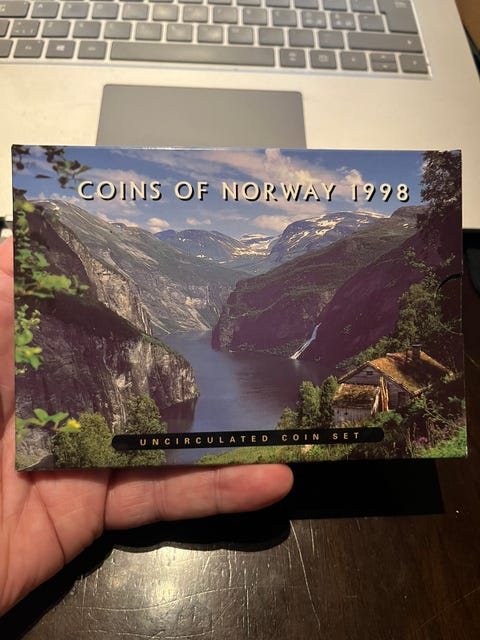 COINS OF NORWAY 1998
UNCIRCULATED COIN SET